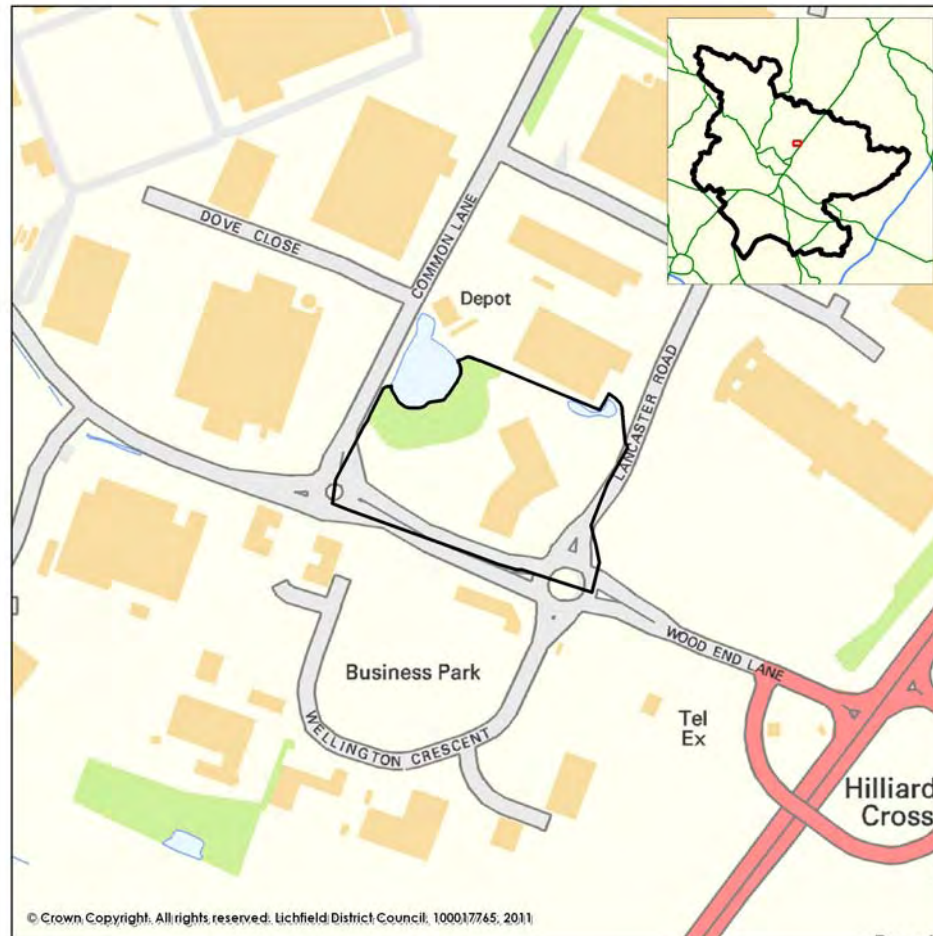 DOVE CLOSE
COMMON LANE
Depot
LANCASTER ROAD
WOOD END LANE
Business Park
WELLINGTON CRESCENT
Tel
Ex
Hilliard
Cross
© Crown Copyright. All rights reserved. Lichfield District Council. 100017765, 2011